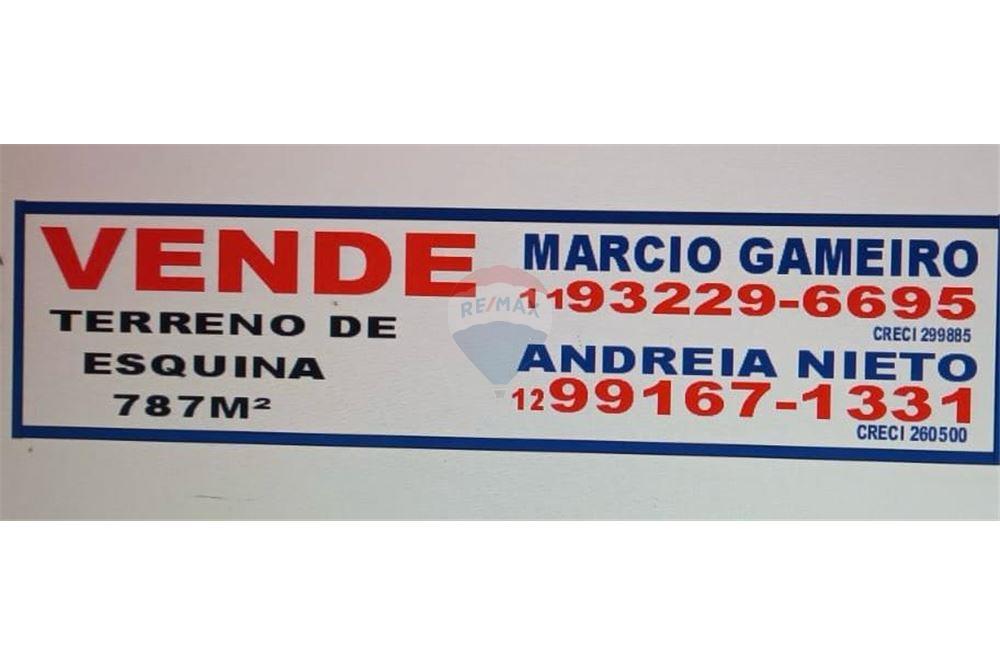 VENDE
TERRENO DE
ESQUINA
787M²
MARCIO GAMEIRO
11 93229-6695
CRECI 299885
ANDREIA NIETO
12 99167-1331
CRECI 260500
RE/MAX